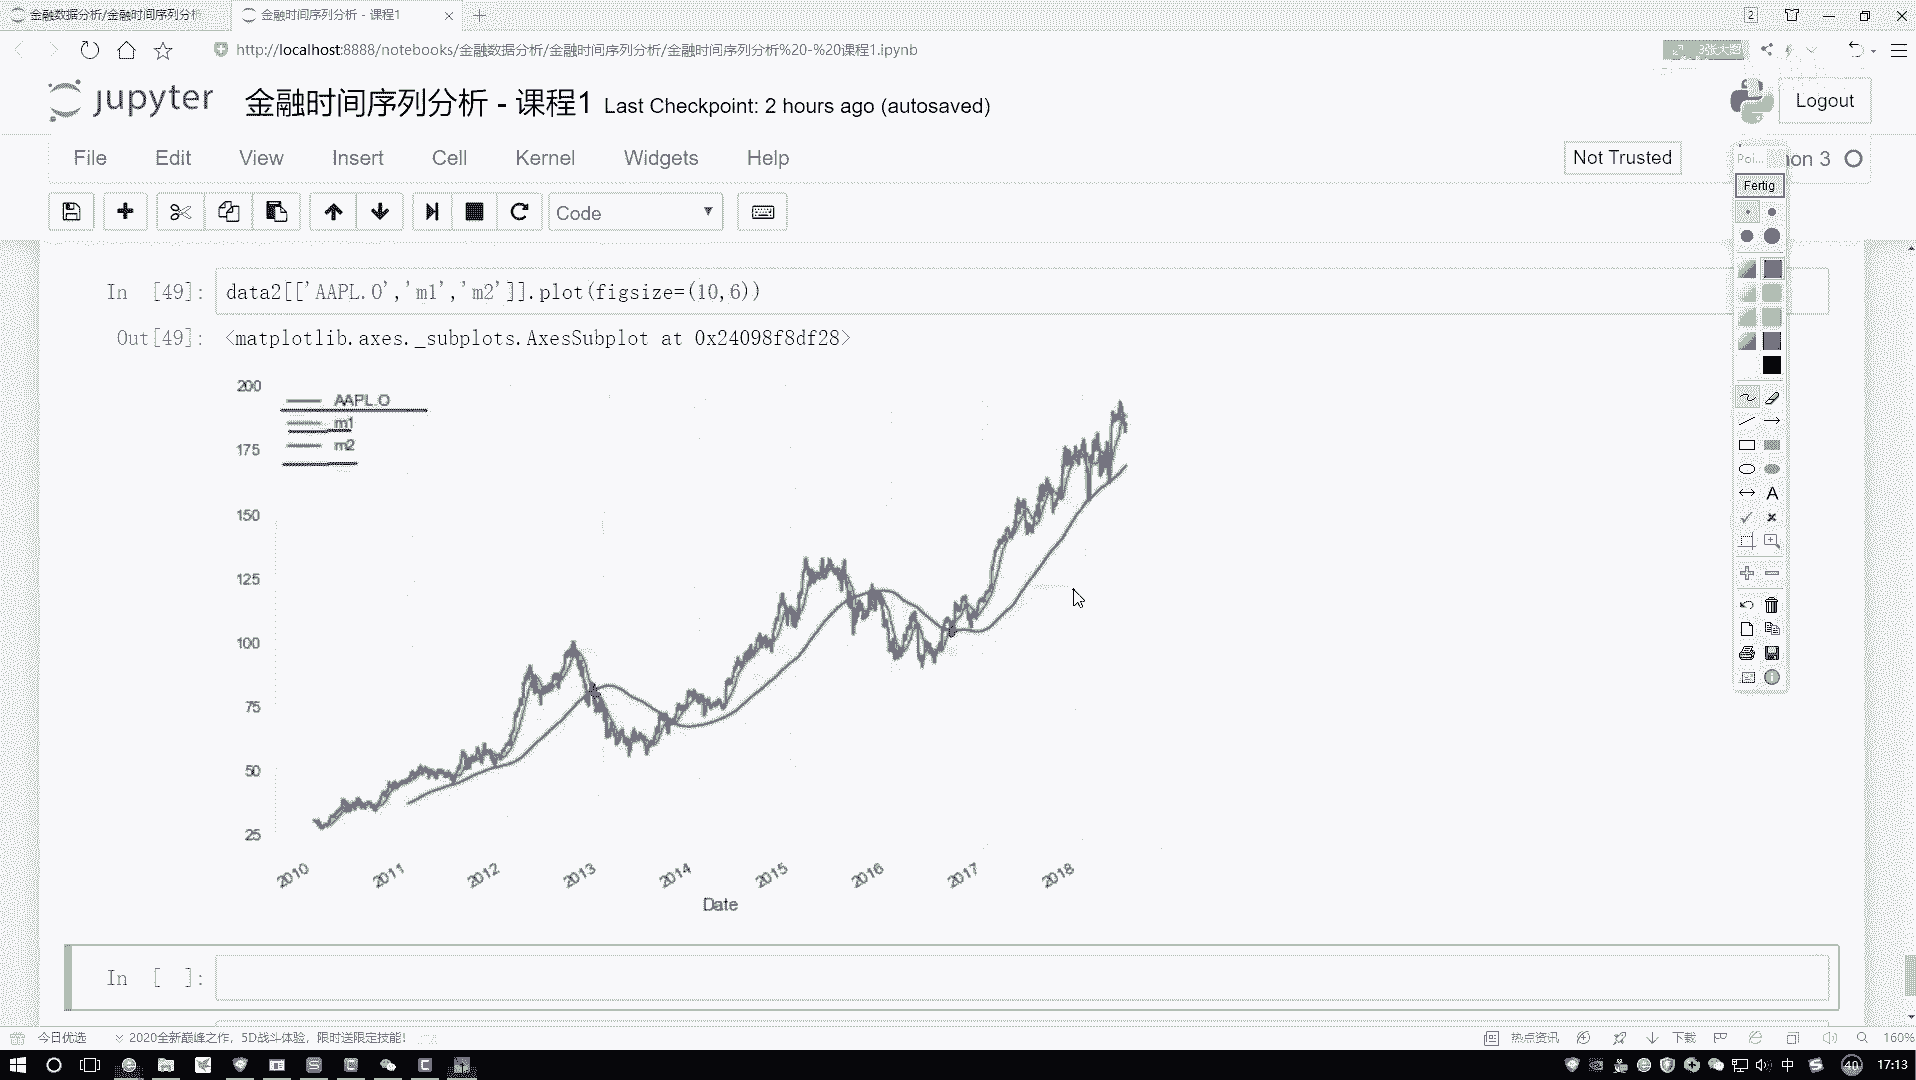 金融数据分析/金融时间序列分析
金融时间序列分析 - 课程1
2
http://localhost:8888/notebooks/金融数据分析/金融时间序列分析/金融时间序列分析%20-%20课程1.ipynb
3张大图
jupyter
金融时间序列分析 - 课程1 Last Checkpoint: 2 hours ago (autosaved)
Logout
File Edit View Insert Cell Kernel Widgets Help
Not Trusted
Poi...
on 3
Fertig
Code
In [49]: data2[['AAPL.O','m1','m2']].plot(figsize=(10,6))
Out[49]: <matplotlib.axes._subplots.AxesSubplot at 0x24098f8df28>
AAPL.O
m1
m2
200
175
150
125
100
75
50
25
2010 2011 2012 2013 2014 2015 2016 2017 2018
Date
A
In [ ]:
今日优选
2020全新巅峰之作，5D战斗体验，限时送限定技能！
热点资讯
下载
160%
中
40
17:13